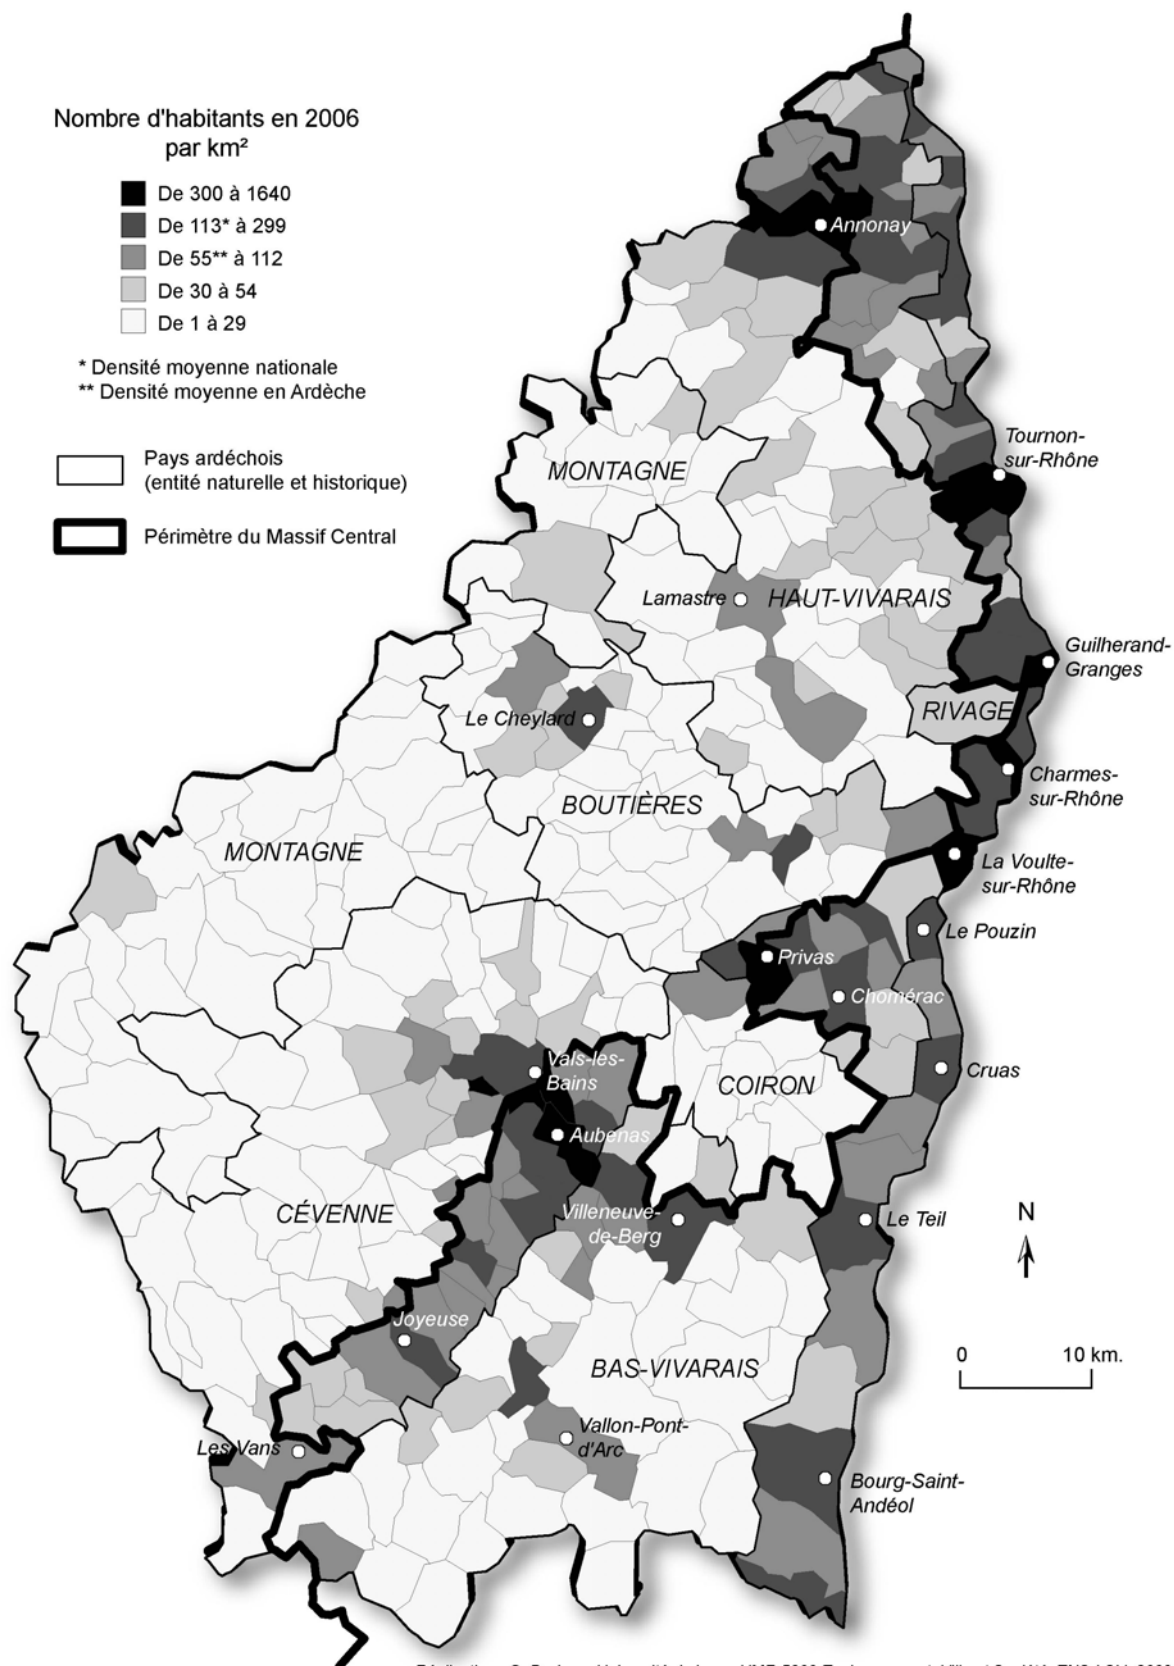 Nombre d'habitants en 2006
par km²
De 300 à 1640
De 113* à 299
De 55** à 112
De 30 à 54
De 1 à 29
* Densité moyenne nationale
** Densité moyenne en Ardèche
Pays ardéchois
(entité naturelle et historique)
Périmètre du Massif Central
Annonay
Tournon-
sur-Rhône
MONTAGNE
Lamastre
HAUT-VIVARAIS
Guilherand-
Granges
RIVAGE
Le Cheylard
Charmes-
sur-Rhône
BOUTIÈRES
MONTAGNE
La Voulte-
sur-Rhône
Le Pouzin
Privas
Chomérac
Vals-les-
Bains
Cruas
COIRON
Aubenas
CÉVENNE
Villeneuve-
de-Berg
Le Teil
N
Joyeuse
0 10 km.
BAS-VIVARAIS
Vallon-Pont-
d'Arc
Les Vans
Bourg-Saint-
Andéol